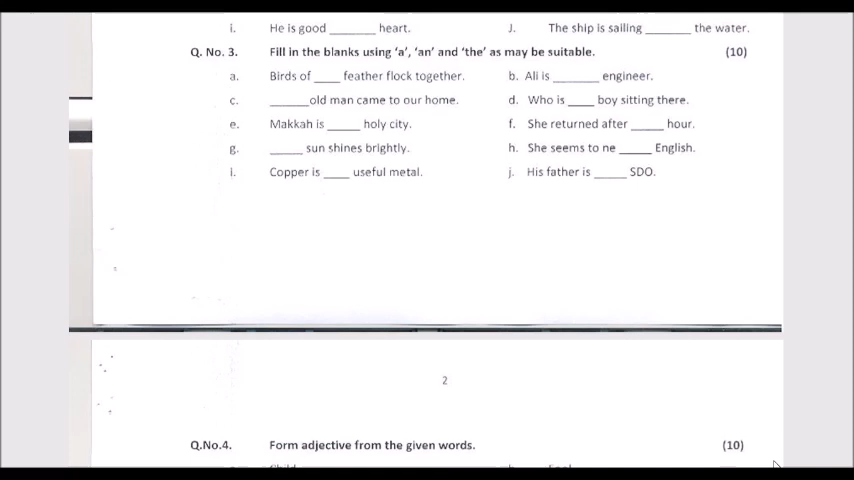 i. He is good ________ heart. J. The ship is sailing ________ the water.
Q. No. 3. Fill in the blanks using ‘a’, ‘an’ and ‘the’ as may be suitable. (10)
a. Birds of ____ feather flock together. b. Ali is ________ engineer.
c. ______old man came to our home. d. Who is ____ boy sitting there.
e. Makkah is _____ holy city. f. She returned after _____ hour.
g. _____ sun shines brightly. h. She seems to ne _____ English.
i. Copper is ____ useful metal. j. His father is _____ SDO.
2
Q.No.4. Form adjective from the given words. (10)